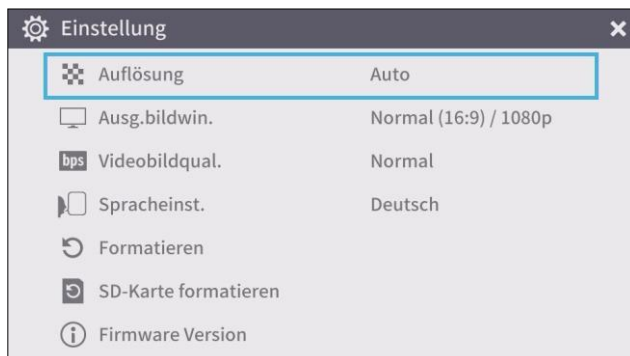 Einstellung
Auflösung Auto
Ausg.bildwin. Normal (16:9) / 1080p
bps Videobildqual. Normal
Spracheinst. Deutsch
Formatieren
SD-Karte formatieren
Firmware Version